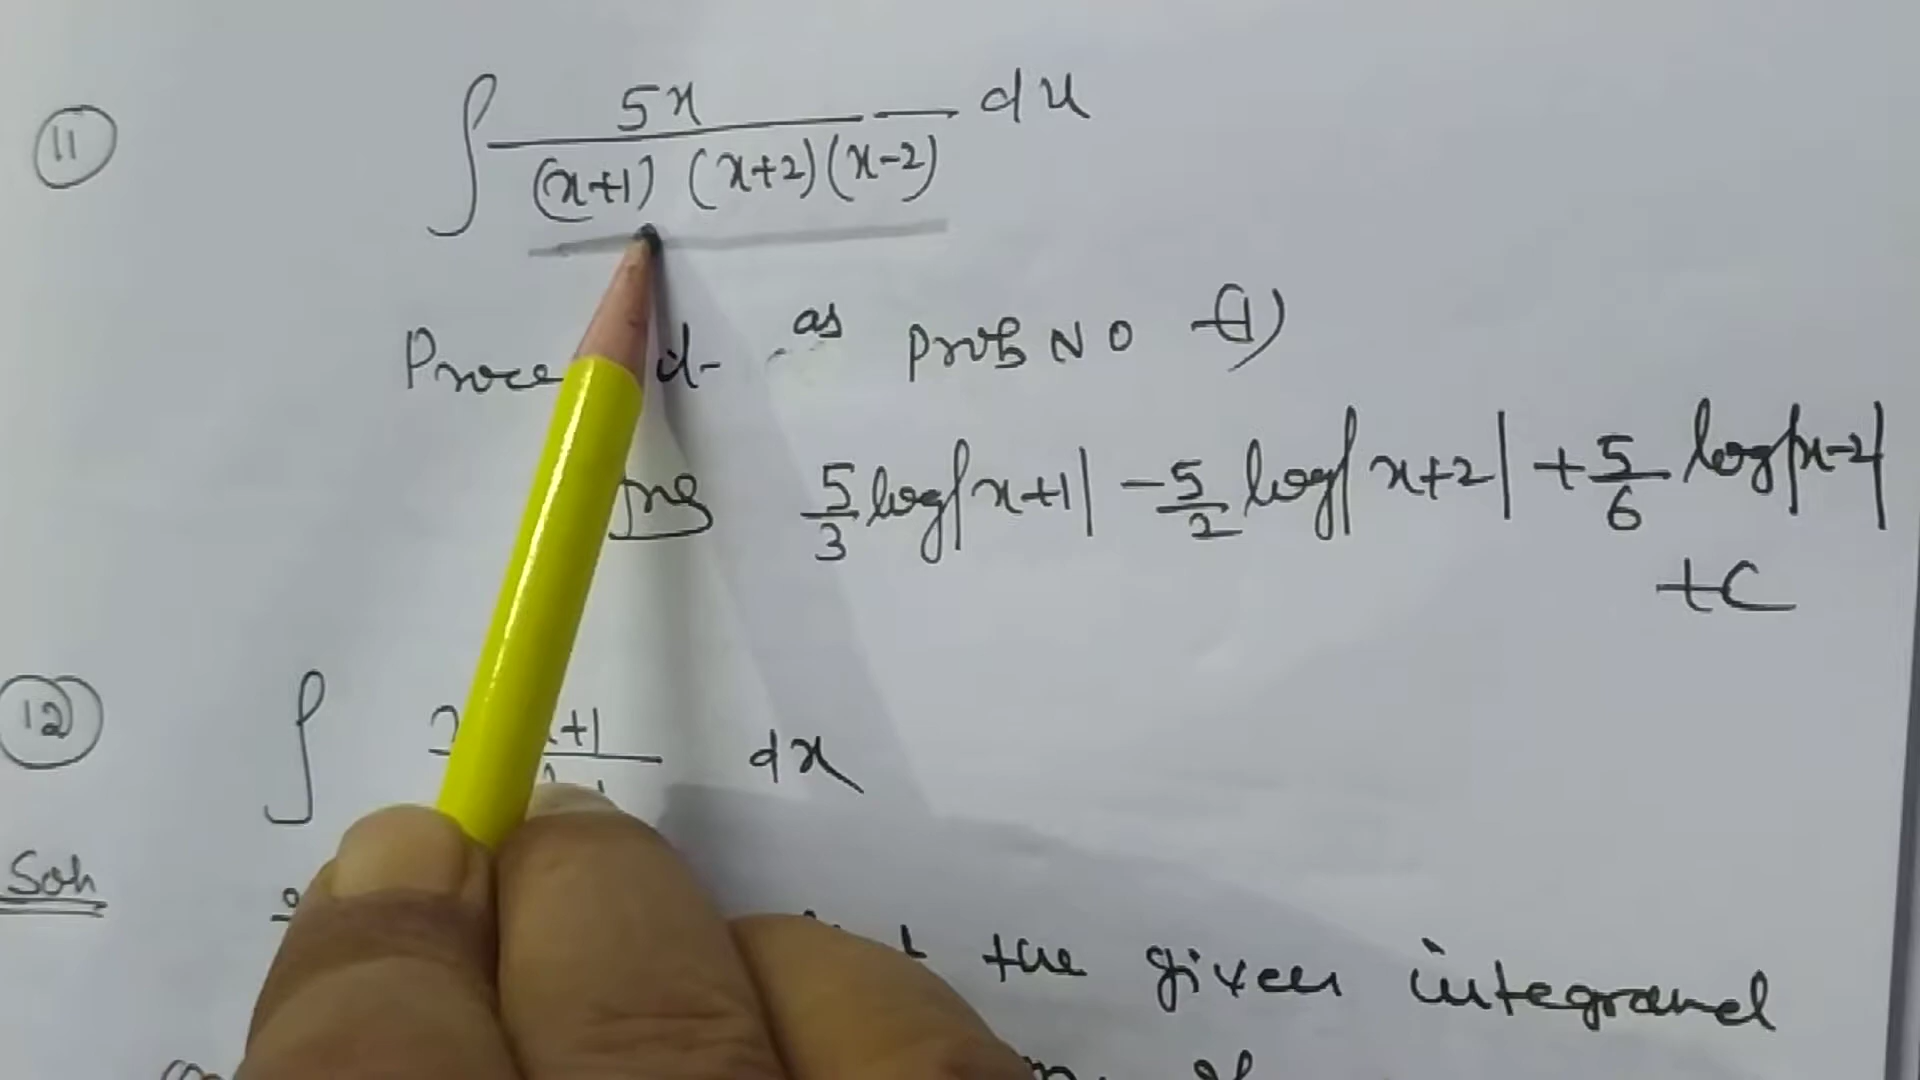 11
∫ 5x / (x+1) (x+2)(x-2) dx
as Prob NO
5/3 log|x+1| - 5/2 log|x+2| + 5/6 log|x-2|
+C
12 ∫ +1 dx
Soln
the given integrand